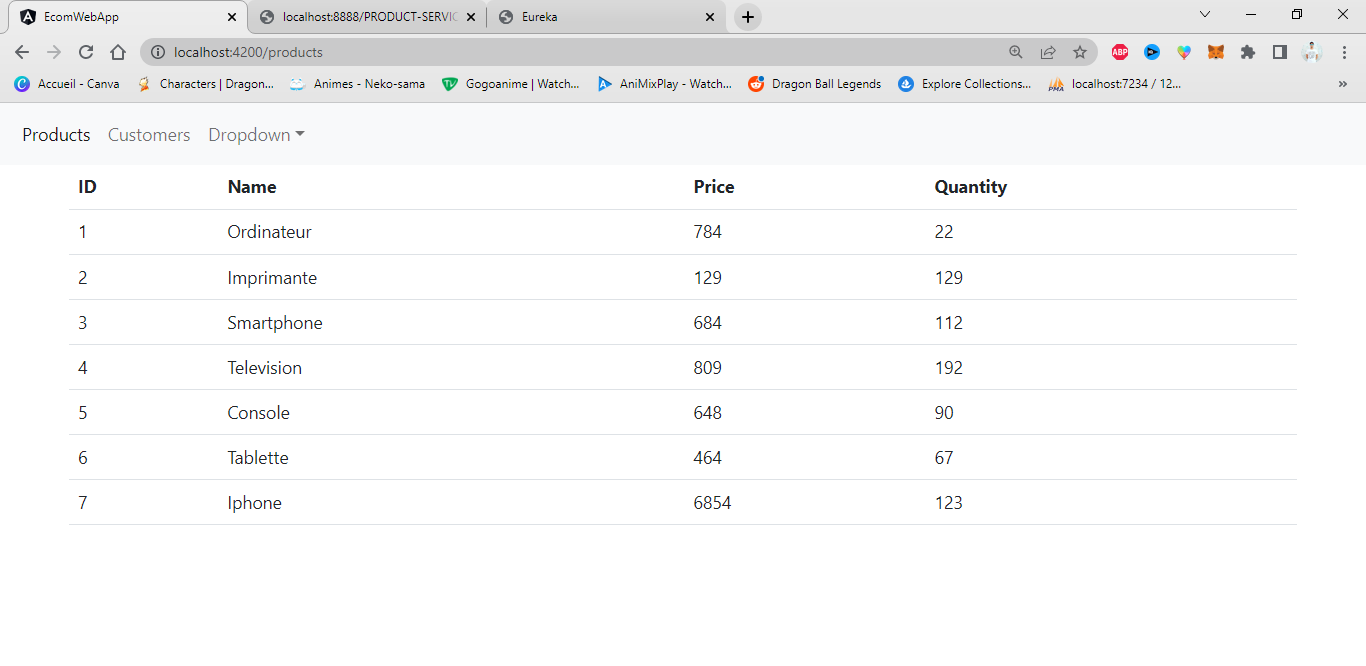 EcomWebApp localhost:8888/PRODUCT-SERVIC Eureka
localhost:4200/products ABP
Accueil - Canva Characters | Dragon... Animes - Neko-sama Gogoanime | Watch... AniMixPlay - Watch... Dragon Ball Legends Explore Collections... PMA localhost:7234 / 12... »
Products Customers Dropdown
ID Name Price Quantity
1 Ordinateur 784 22
2 Imprimante 129 129
3 Smartphone 684 112
4 Television 809 192
5 Console 648 90
6 Tablette 464 67
7 Iphone 6854 123